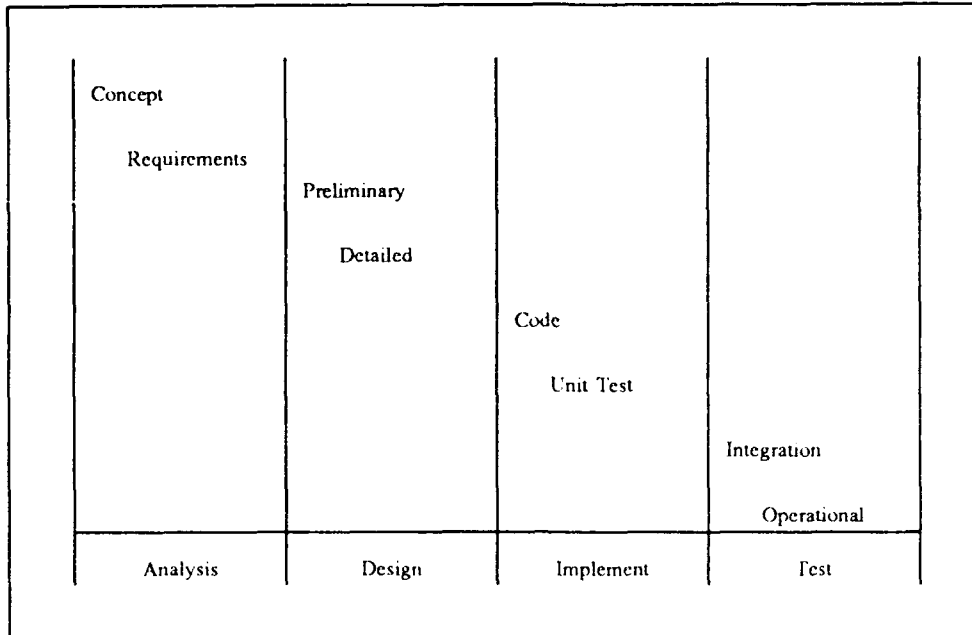 Concept
Requirements
Preliminary
Detailed
Code
Unit Test
Integration
Operational
Analysis
Design
Implement
Test